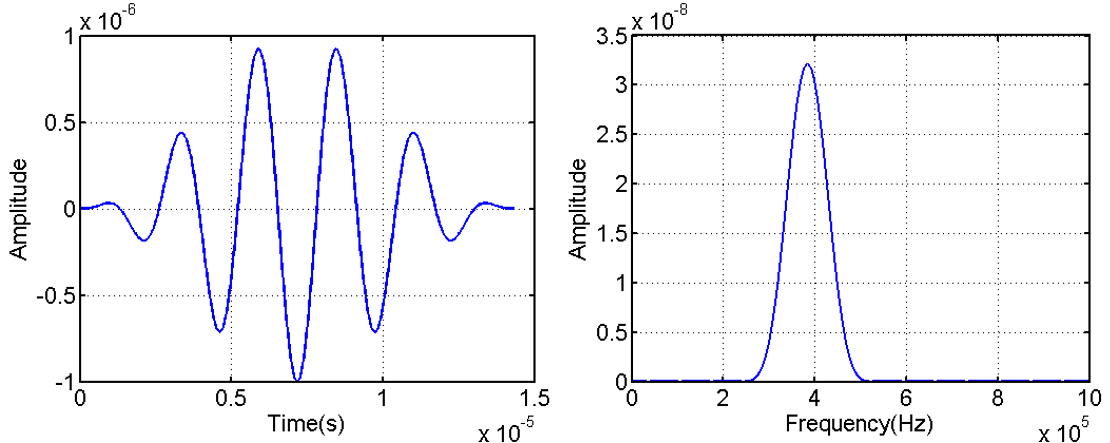 x 10-6
1
0.5
0
-0.5
-1
Amplitude
0 0.5 1 1.5
Time(s)
x 10-5
x 10-8
3.5
3
2.5
2
1.5
1
0.5
0
Amplitude
0 2 4 6 8 10
Frequency(Hz)
x 105